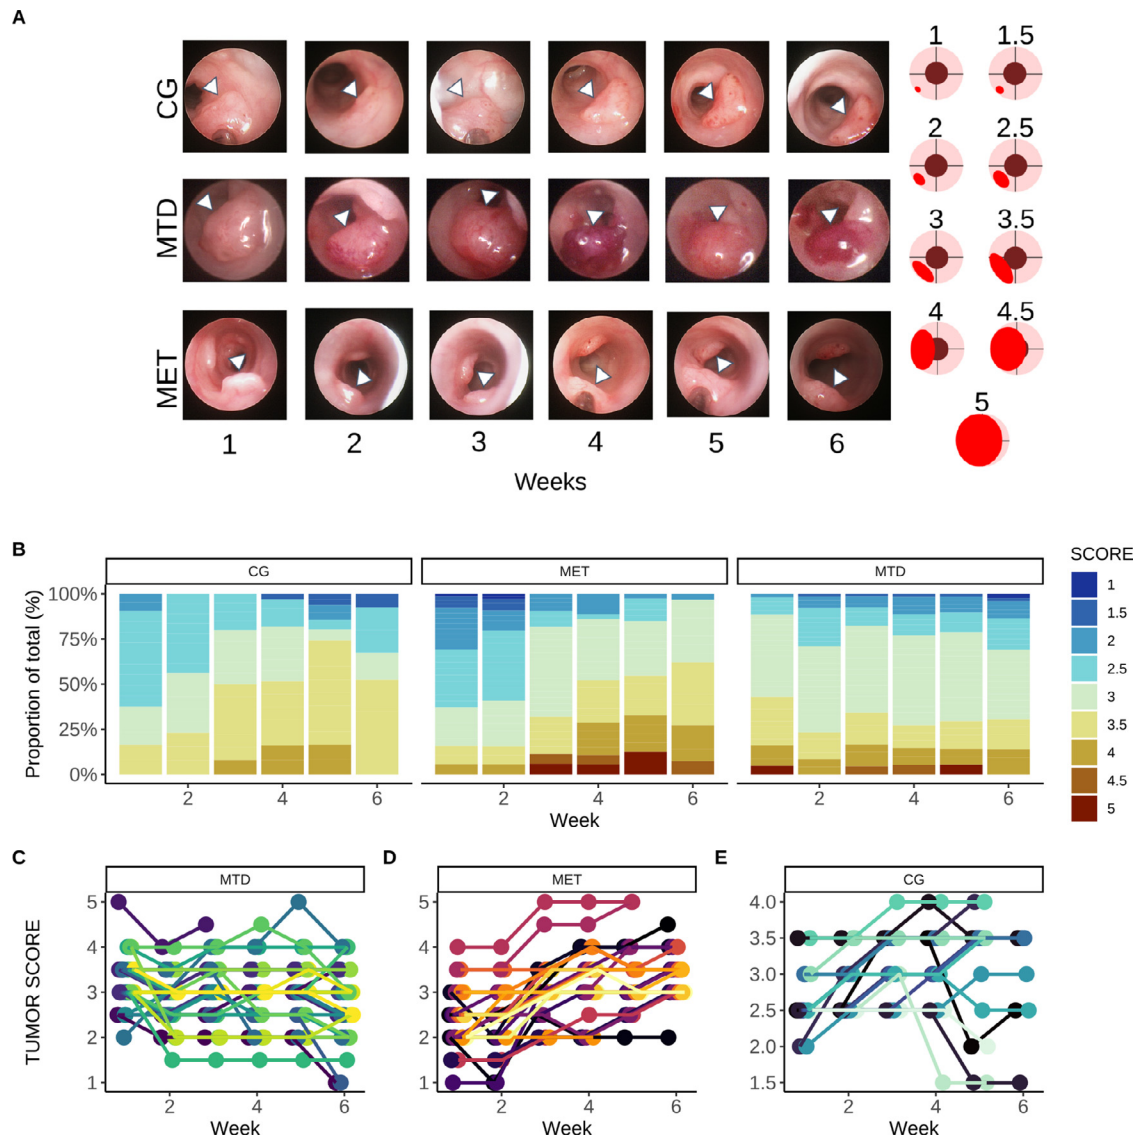 A
CG
MTD
MET
1 2 3 4 5 6
Weeks
1 1.5
2 2.5
3 3.5
4 4.5
5
B
CG MET MTD
Proportion of total (%)
100%
75%
50%
25%
0%
2 4 6 2 4 6 2 4 6
Week
SCORE
1
1.5
2
2.5
3
3.5
4
4.5
5
C D E
MTD MET CG
TUMOR SCORE
5
4
3
2
1
2 4 6
Week
5
4
3
2
1
2 4 6
Week
4.0
3.5
3.0
2.5
2.0
1.5
2 4 6
Week